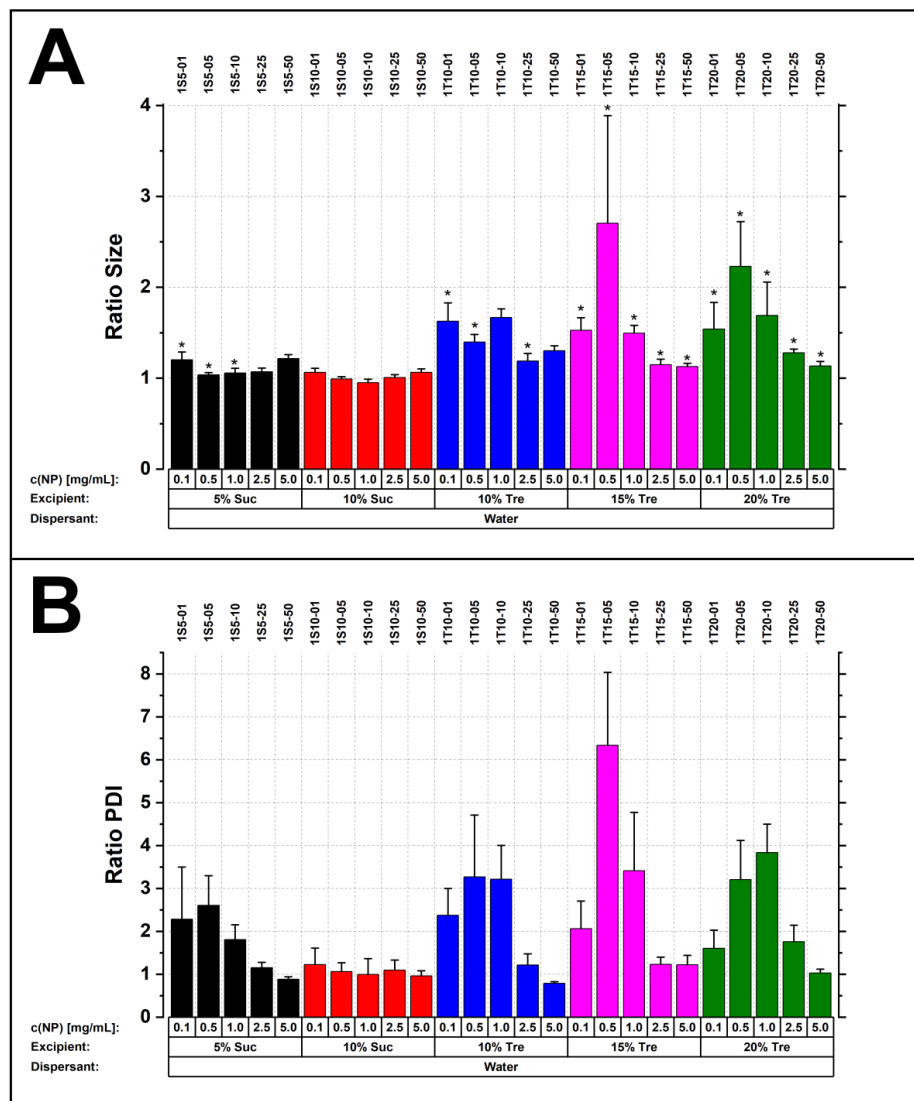 A
1S5-01 1S5-05 1S5-10 1S5-25 1S5-50 1S10-01 1S10-05 1S10-10 1S10-25 1S10-50 1T10-01 1T10-05 1T10-10 1T10-25 1T10-50 1T15-01 1T15-05 1T15-10 1T15-25 1T15-50 1T20-01 1T20-05 1T20-10 1T20-25 1T20-50
Ratio Size
4
3
2
1
0
* * * * * * * * * * * * * * * *
c(NP) [mg/mL]: 0.1 0.5 1.0 2.5 5.0 0.1 0.5 1.0 2.5 5.0 0.1 0.5 1.0 2.5 5.0 0.1 0.5 1.0 2.5 5.0 0.1 0.5 1.0 2.5 5.0
Excipient: 5% Suc 10% Suc 10% Tre 15% Tre 20% Tre
Dispersant: Water
B
1S5-01 1S5-05 1S5-10 1S5-25 1S5-50 1S10-01 1S10-05 1S10-10 1S10-25 1S10-50 1T10-01 1T10-05 1T10-10 1T10-25 1T10-50 1T15-01 1T15-05 1T15-10 1T15-25 1T15-50 1T20-01 1T20-05 1T20-10 1T20-25 1T20-50
Ratio PDI
8
7
6
5
4
3
2
1
0
c(NP) [mg/mL]: 0.1 0.5 1.0 2.5 5.0 0.1 0.5 1.0 2.5 5.0 0.1 0.5 1.0 2.5 5.0 0.1 0.5 1.0 2.5 5.0 0.1 0.5 1.0 2.5 5.0
Excipient: 5% Suc 10% Suc 10% Tre 15% Tre 20% Tre
Dispersant: Water